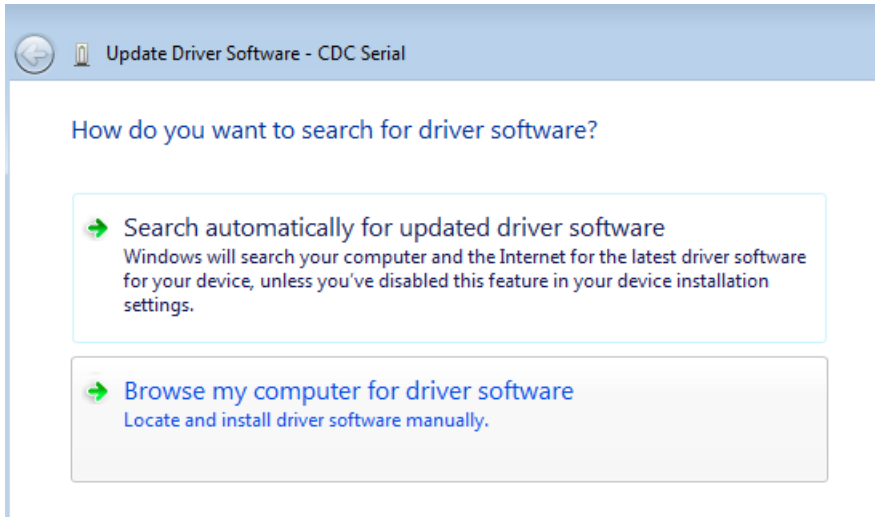 Update Driver Software - CDC Serial
How do you want to search for driver software?
Search automatically for updated driver software
Windows will search your computer and the Internet for the latest driver software
for your device, unless you've disabled this feature in your device installation
settings.
Browse my computer for driver software
Locate and install driver software manually.